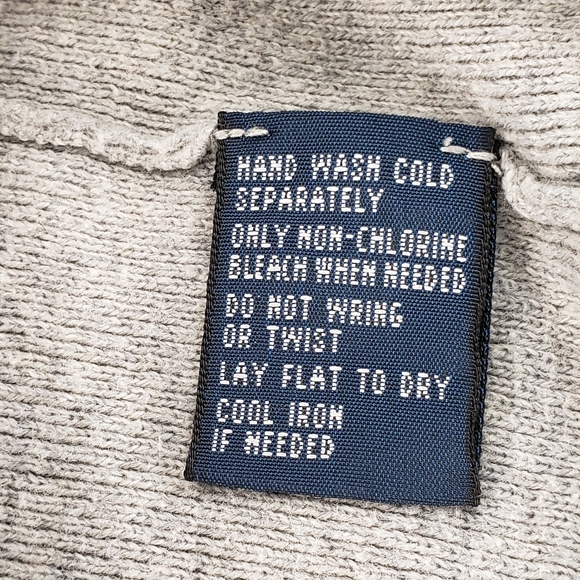 HAND WASH COLD
SEPARATELY
ONLY NON-CHLORINE
BLEACH WHEN NEEDED
DO NOT WRING
OR TWIST
LAY FLAT TO DRY
COOL IRON
IF NEEDED